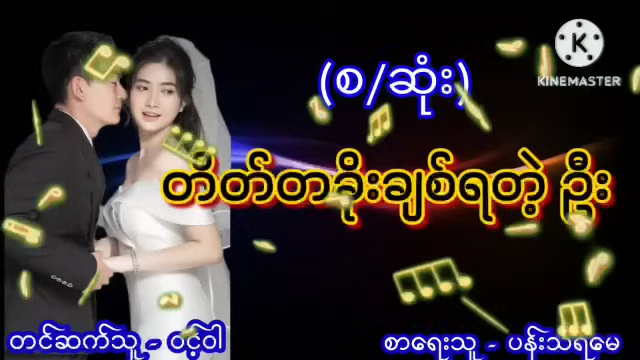 (စ/ဆုံး)
KINEMASTER
တိတ်တခိုးချစ်ရတဲ့ ဦး
တင်ဆက်သူ - ဝင့်ဝါ
စာရေးသူ - ပန်းသရမေ